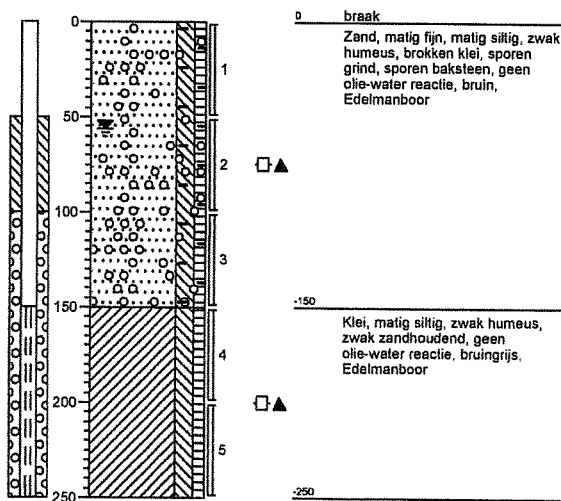 0 braak
0
Zand, matig fijn, matig siltig, zwak
humeus, brokken klei, sporen
grind, sporen baksteen, geen
olie-water reactie, bruin,
Edelmanboor
1
50
2
100
3
150
-150
Klei, matig siltig, zwak humeus,
zwak zandhoudend, geen
olie-water reactie, bruingrijs,
Edelmanboor
4
200
5
250
-250